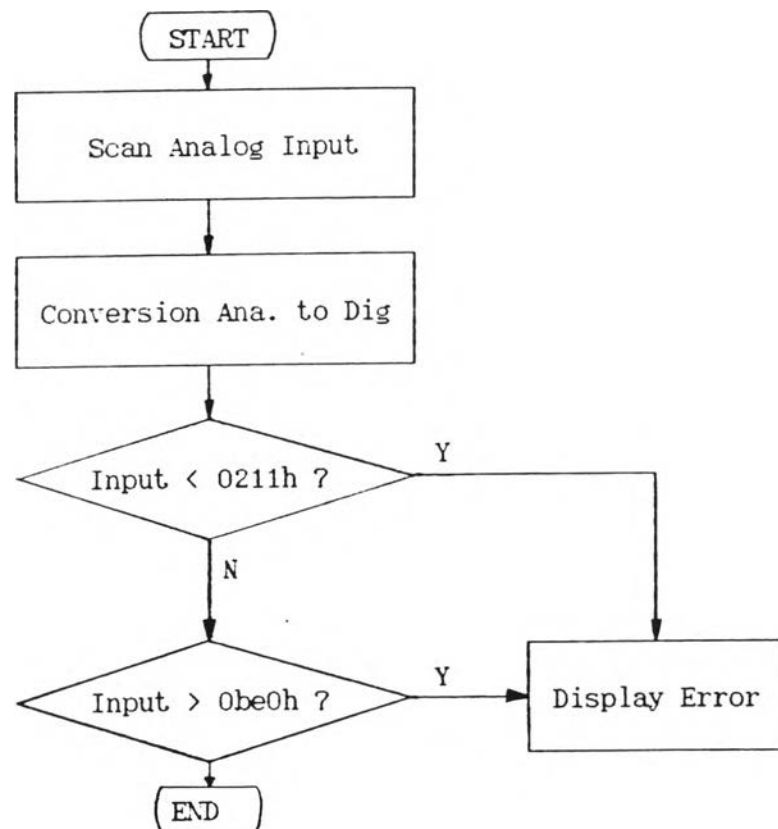 START
Scan Analog Input
Conversion Ana. to Dig
Input < 0211h ?
Y
N
Input > 0be0h ?
Y
Display Error
END